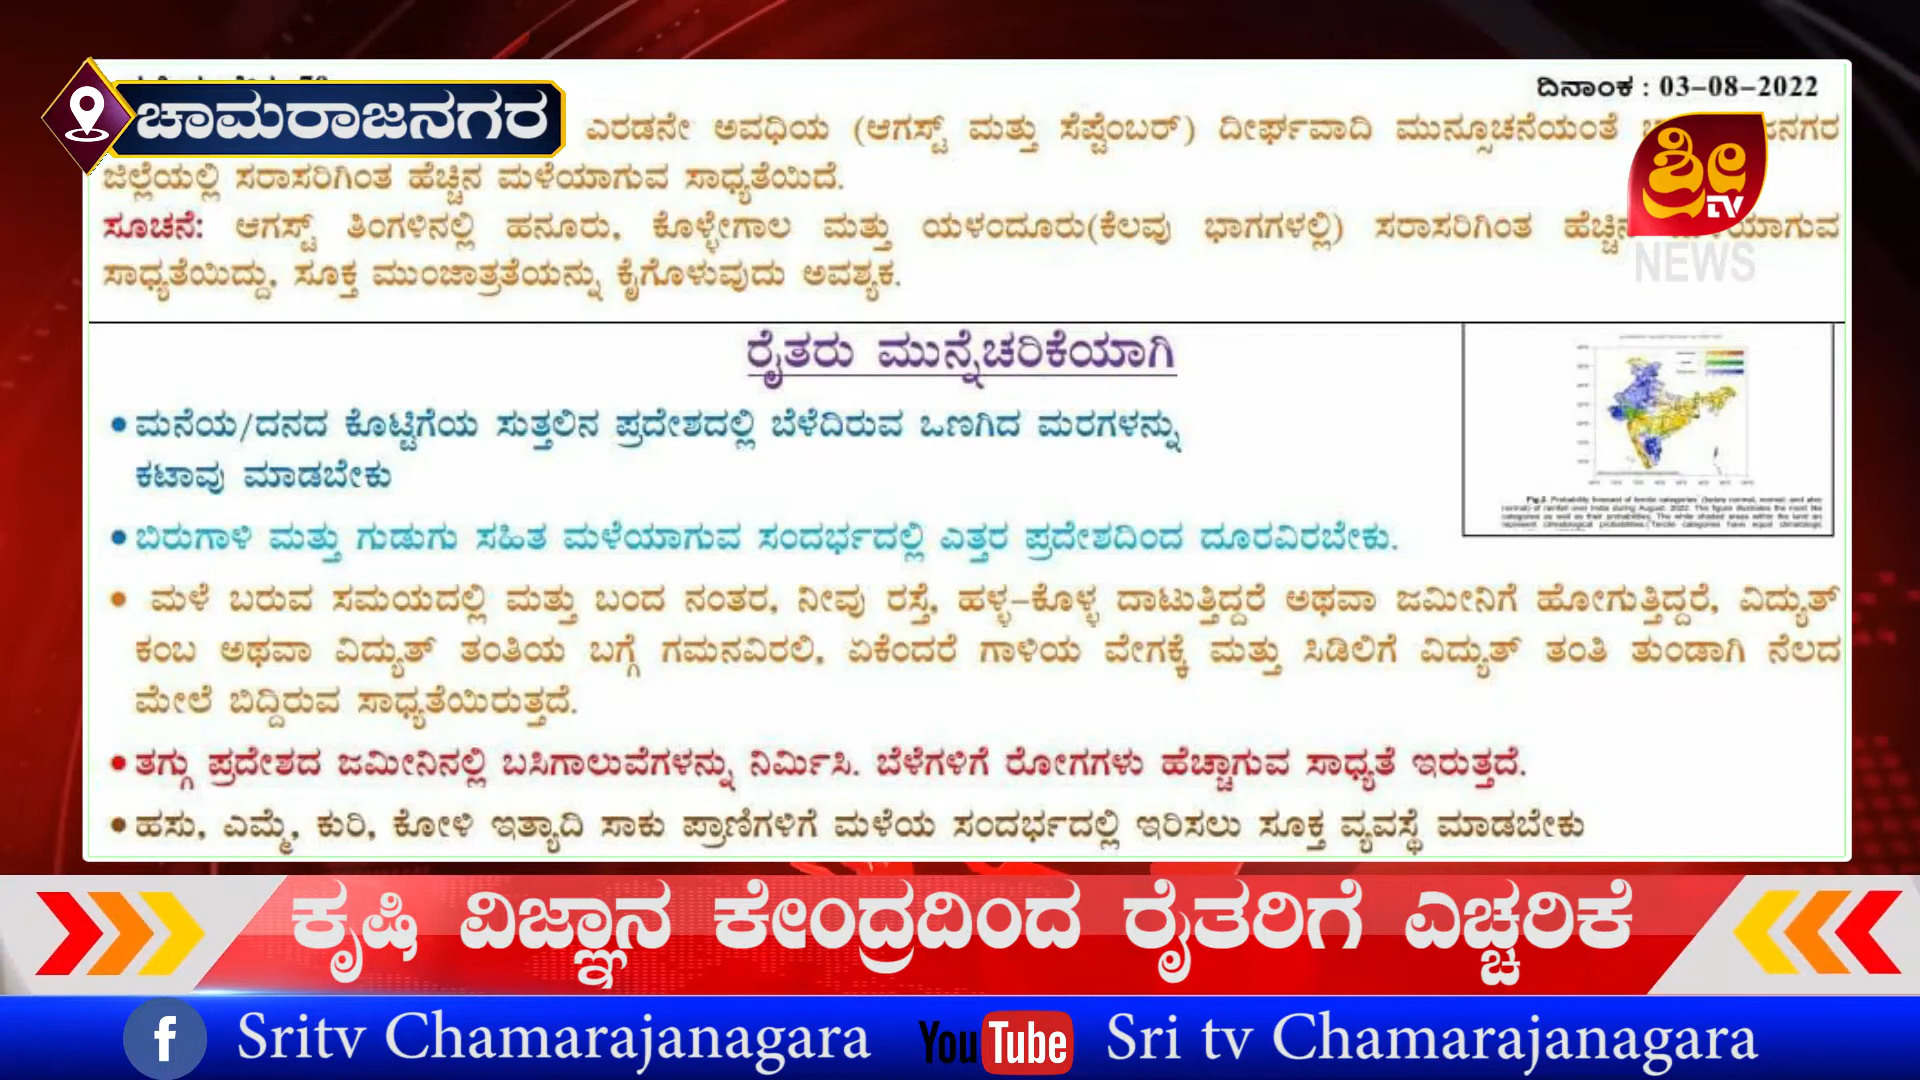 ದಿನಾಂಕ : 03-08-2022
ಚಾಮರಾಜನಗರ
ಎರಡನೇ ಅವಧಿಯ (ಆಗಸ್ಟ್ ಮತ್ತು ಸೆಪ್ಟೆಂಬರ್) ದೀರ್ಘವಾದಿ ಮುನ್ಸೂಚನೆಯಂತೆ
ಜಿಲ್ಲೆಯಲ್ಲಿ ಸರಾಸರಿಗಿಂತ ಹೆಚ್ಚಿನ ಮಳೆಯಾಗುವ ಸಾಧ್ಯತೆಯಿದೆ.
ಶ್ರೀ
TV
NEWS
ಸೂಚನೆ: ಆಗಸ್ಟ್ ತಿಂಗಳಿನಲ್ಲಿ ಹನೂರು, ಕೊಳ್ಳೇಗಾಲ ಮತ್ತು ಯಳಂದೂರು(ಕೆಲವು ಭಾಗಗಳಲ್ಲಿ) ಸರಾಸರಿಗಿಂತ
ಸಾಧ್ಯತೆಯಿದ್ದು, ಸೂಕ್ತ ಮುಂಜಾತ್ರತೆಯನ್ನು ಕೈಗೊಳುವುದು ಅವಶ್ಯಕ.
ರೈತರು ಮುನ್ನೆಚರಿಕೆಯಾಗಿ
• ಮನೆಯ/ದನದ ಕೊಟ್ಟಿಗೆಯ ಸುತ್ತಲಿನ ಪ್ರದೇಶದಲ್ಲಿ ಬೆಳೆದಿರುವ ಒಣಗಿದ ಮರಗಳನ್ನು
ಕಟಾವು ಮಾಡಬೇಕು
• ಬಿರುಗಾಳಿ ಮತ್ತು ಗುಡುಗು ಸಹಿತ ಮಳೆಯಾಗುವ ಸಂದರ್ಭದಲ್ಲಿ ಎತ್ತರ ಪ್ರದೇಶದಿಂದ ದೂರವಿರಬೇಕು.
• ಮಳೆ ಬರುವ ಸಮಯದಲ್ಲಿ ಮತ್ತು ಬಂದ ನಂತರ, ನೀವು ರಸ್ತೆ, ಹಳ್ಳ-ಕೊಳ್ಳ ದಾಟುತ್ತಿದ್ದರೆ ಅಥವಾ ಜಮೀನಿಗೆ ಹೋಗುತ್ತಿದ್ದರೆ, ವಿದ್ಯುತ್
ಕಂಬ ಅಥವಾ ವಿದ್ಯುತ್ ತಂತಿಯ ಬಗ್ಗೆ ಗಮನವಿರಲಿ, ಏಕೆಂದರೆ ಗಾಳಿಯ ವೇಗಕ್ಕೆ ಮತ್ತು ಸಿಡಿಲಿಗೆ ವಿದ್ಯುತ್ ತಂತಿ ತುಂಡಾಗಿ ನೆಲದ
ಮೇಲೆ ಬಿದ್ದಿರುವ ಸಾಧ್ಯತೆಯಿರುತ್ತದೆ.
• ತಗ್ಗು ಪ್ರದೇಶದ ಜಮೀನಿನಲ್ಲಿ ಬಸಿಗಾಲುವೆಗಳನ್ನು ನಿರ್ಮಿಸಿ. ಬೆಳೆಗಳಿಗೆ ರೋಗಗಳು ಹೆಚ್ಚಾಗುವ ಸಾಧ್ಯತೆ ಇರುತ್ತದೆ.
• ಹಸು, ಎಮ್ಮೆ, ಕುರಿ, ಕೋಳಿ ಇತ್ಯಾದಿ ಸಾಕು ಪ್ರಾಣಿಗಳಿಗೆ ಮಳೆಯ ಸಂದರ್ಭದಲ್ಲಿ ಇರಿಸಲು ಸೂಕ್ತ ವ್ಯವಸ್ಥೆ ಮಾಡಬೇಕು
ಕೃಷಿ ವಿಜ್ಞಾನ ಕೇಂದ್ರದಿಂದ ರೈತರಿಗೆ ಎಚ್ಚರಿಕೆ
f Sritv Chamarajanagara YouTube Sri tv Chamarajanagara